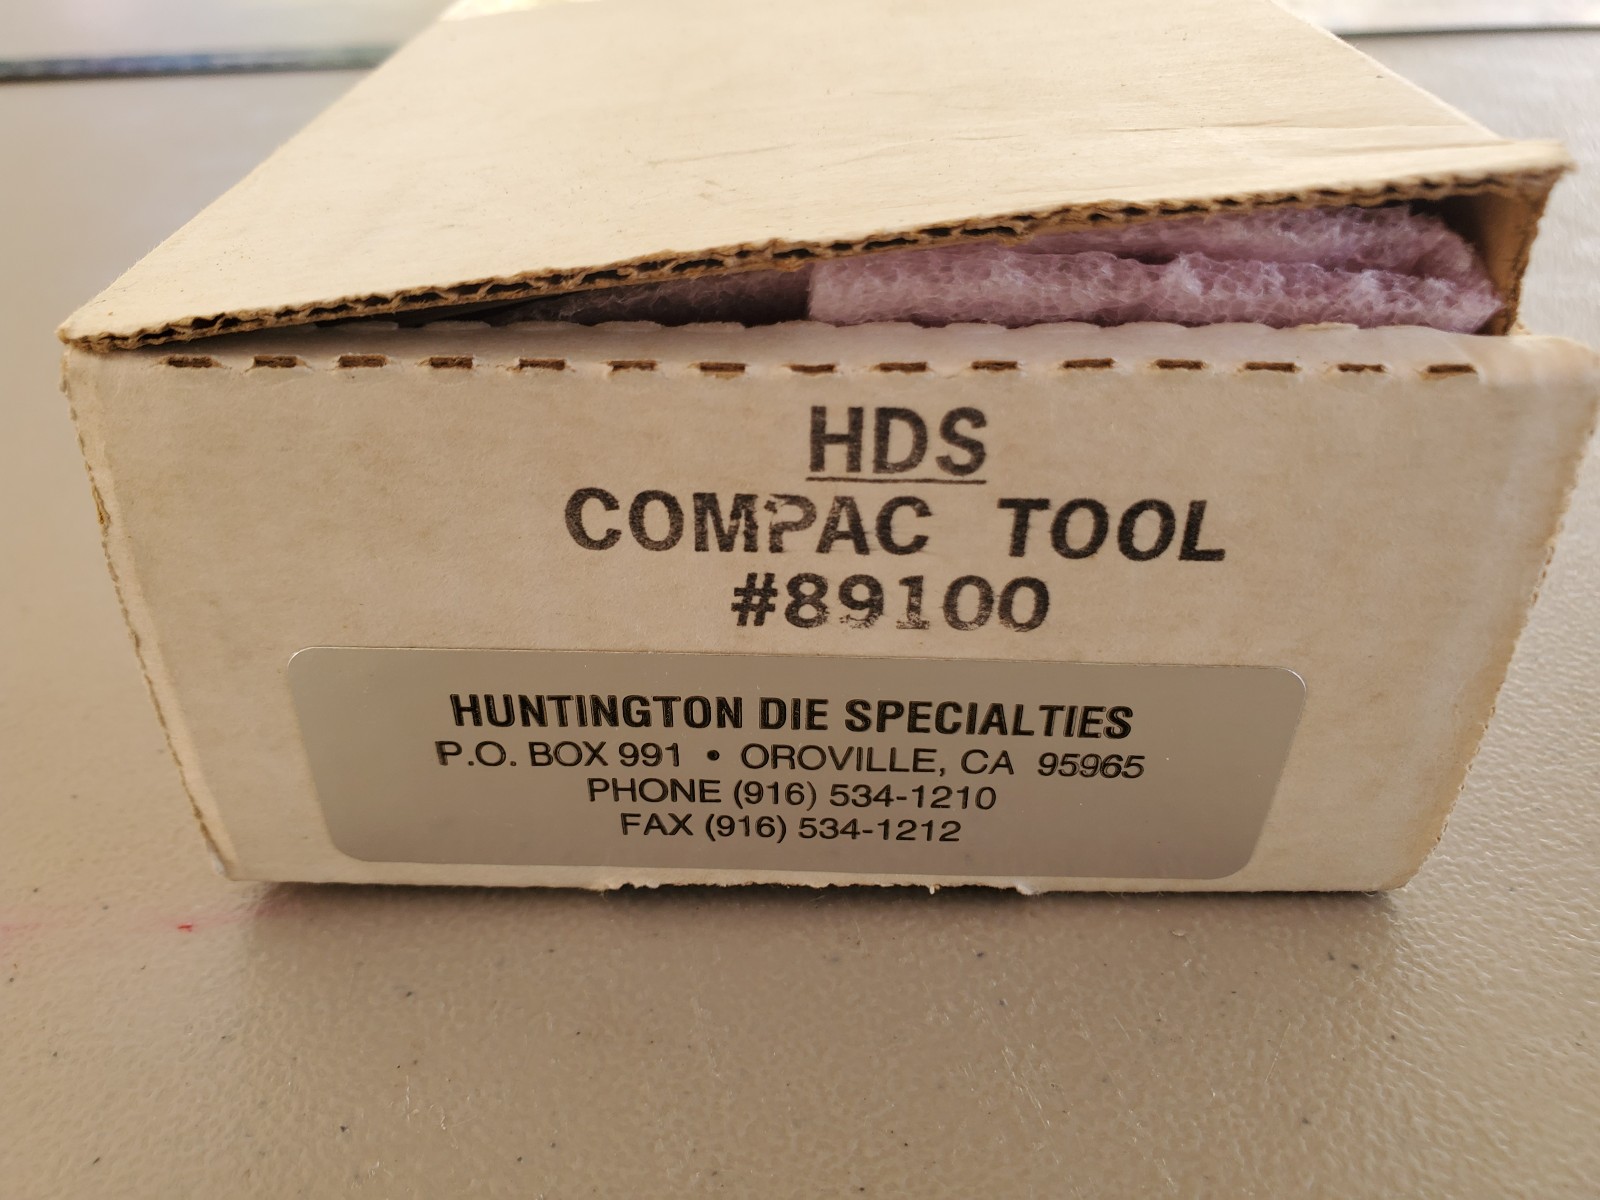 HDS
COMPAC TOOL
#89100
HUNTINGTON DIE SPECIALTIES
P.O. BOX 991 • OROVILLE, CA 95965
PHONE (916) 534-1210
FAX (916) 534-1212